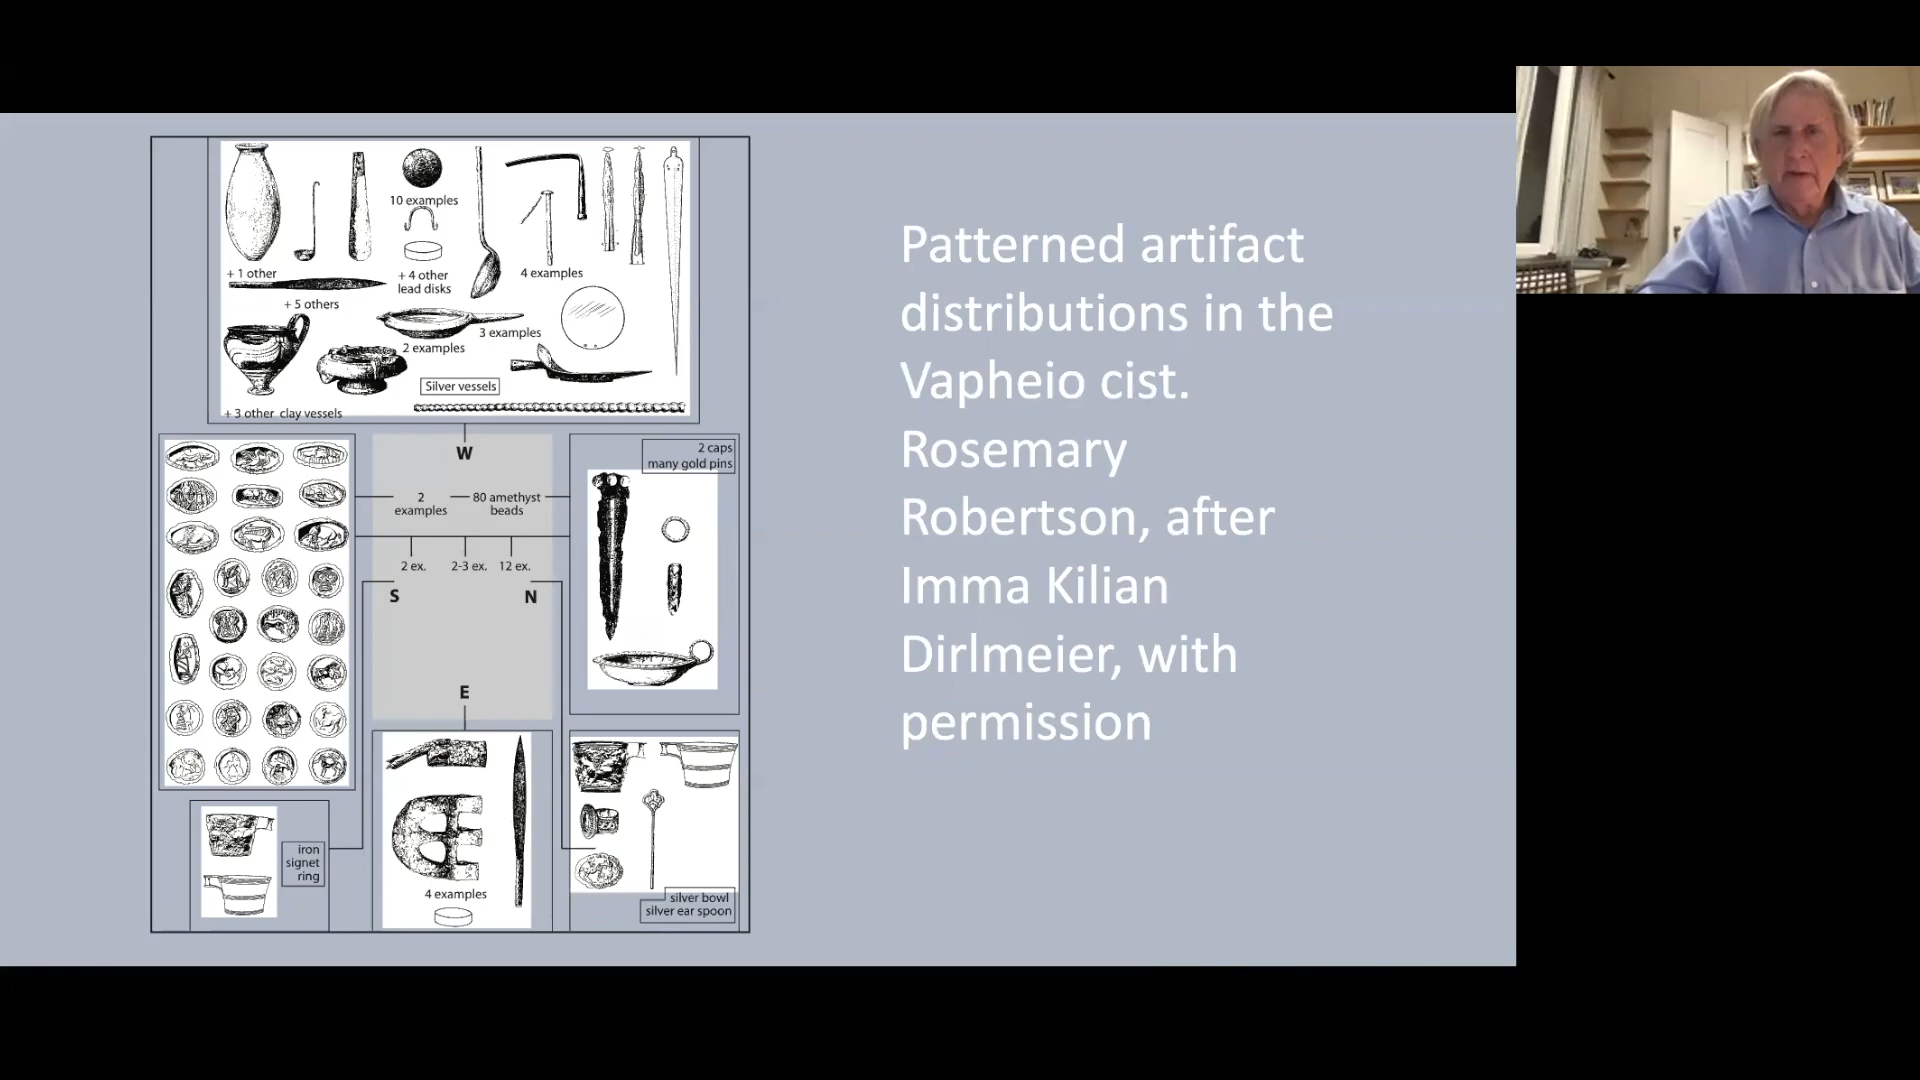 10 examples
+ 1 other
+ 4 other
lead disks
4 examples
+ 5 others
3 examples
2 examples
Silver vessels
+ 3 other clay vessels
W
2 caps
many gold pins
2
examples
80 amethyst
beads
2 ex.
2-3 ex.
12 ex.
S
N
E
iron
signet
ring
4 examples
silver bowl
silver ear spoon
Patterned artifact
distributions in the
Vapheio cist.
Rosemary
Robertson, after
Imma Kilian
Dirlmeier, with
permission